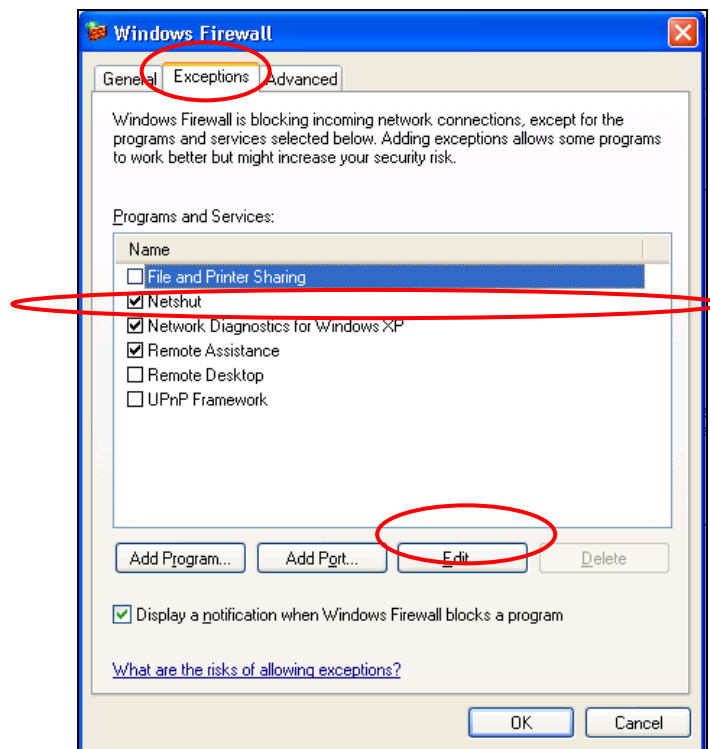 Windows Firewall
General Exceptions Advanced
Windows Firewall is blocking incoming network connections, except for the
programs and services selected below. Adding exceptions allows some programs
to work better but might increase your security risk.
Programs and Services:
Name
File and Printer Sharing
Netshut
Network Diagnostics for Windows XP
Remote Assistance
Remote Desktop
UPnP Framework
Add Program... Add Port... Edit... Delete
Display a notification when Windows Firewall blocks a program
What are the risks of allowing exceptions?
OK Cancel